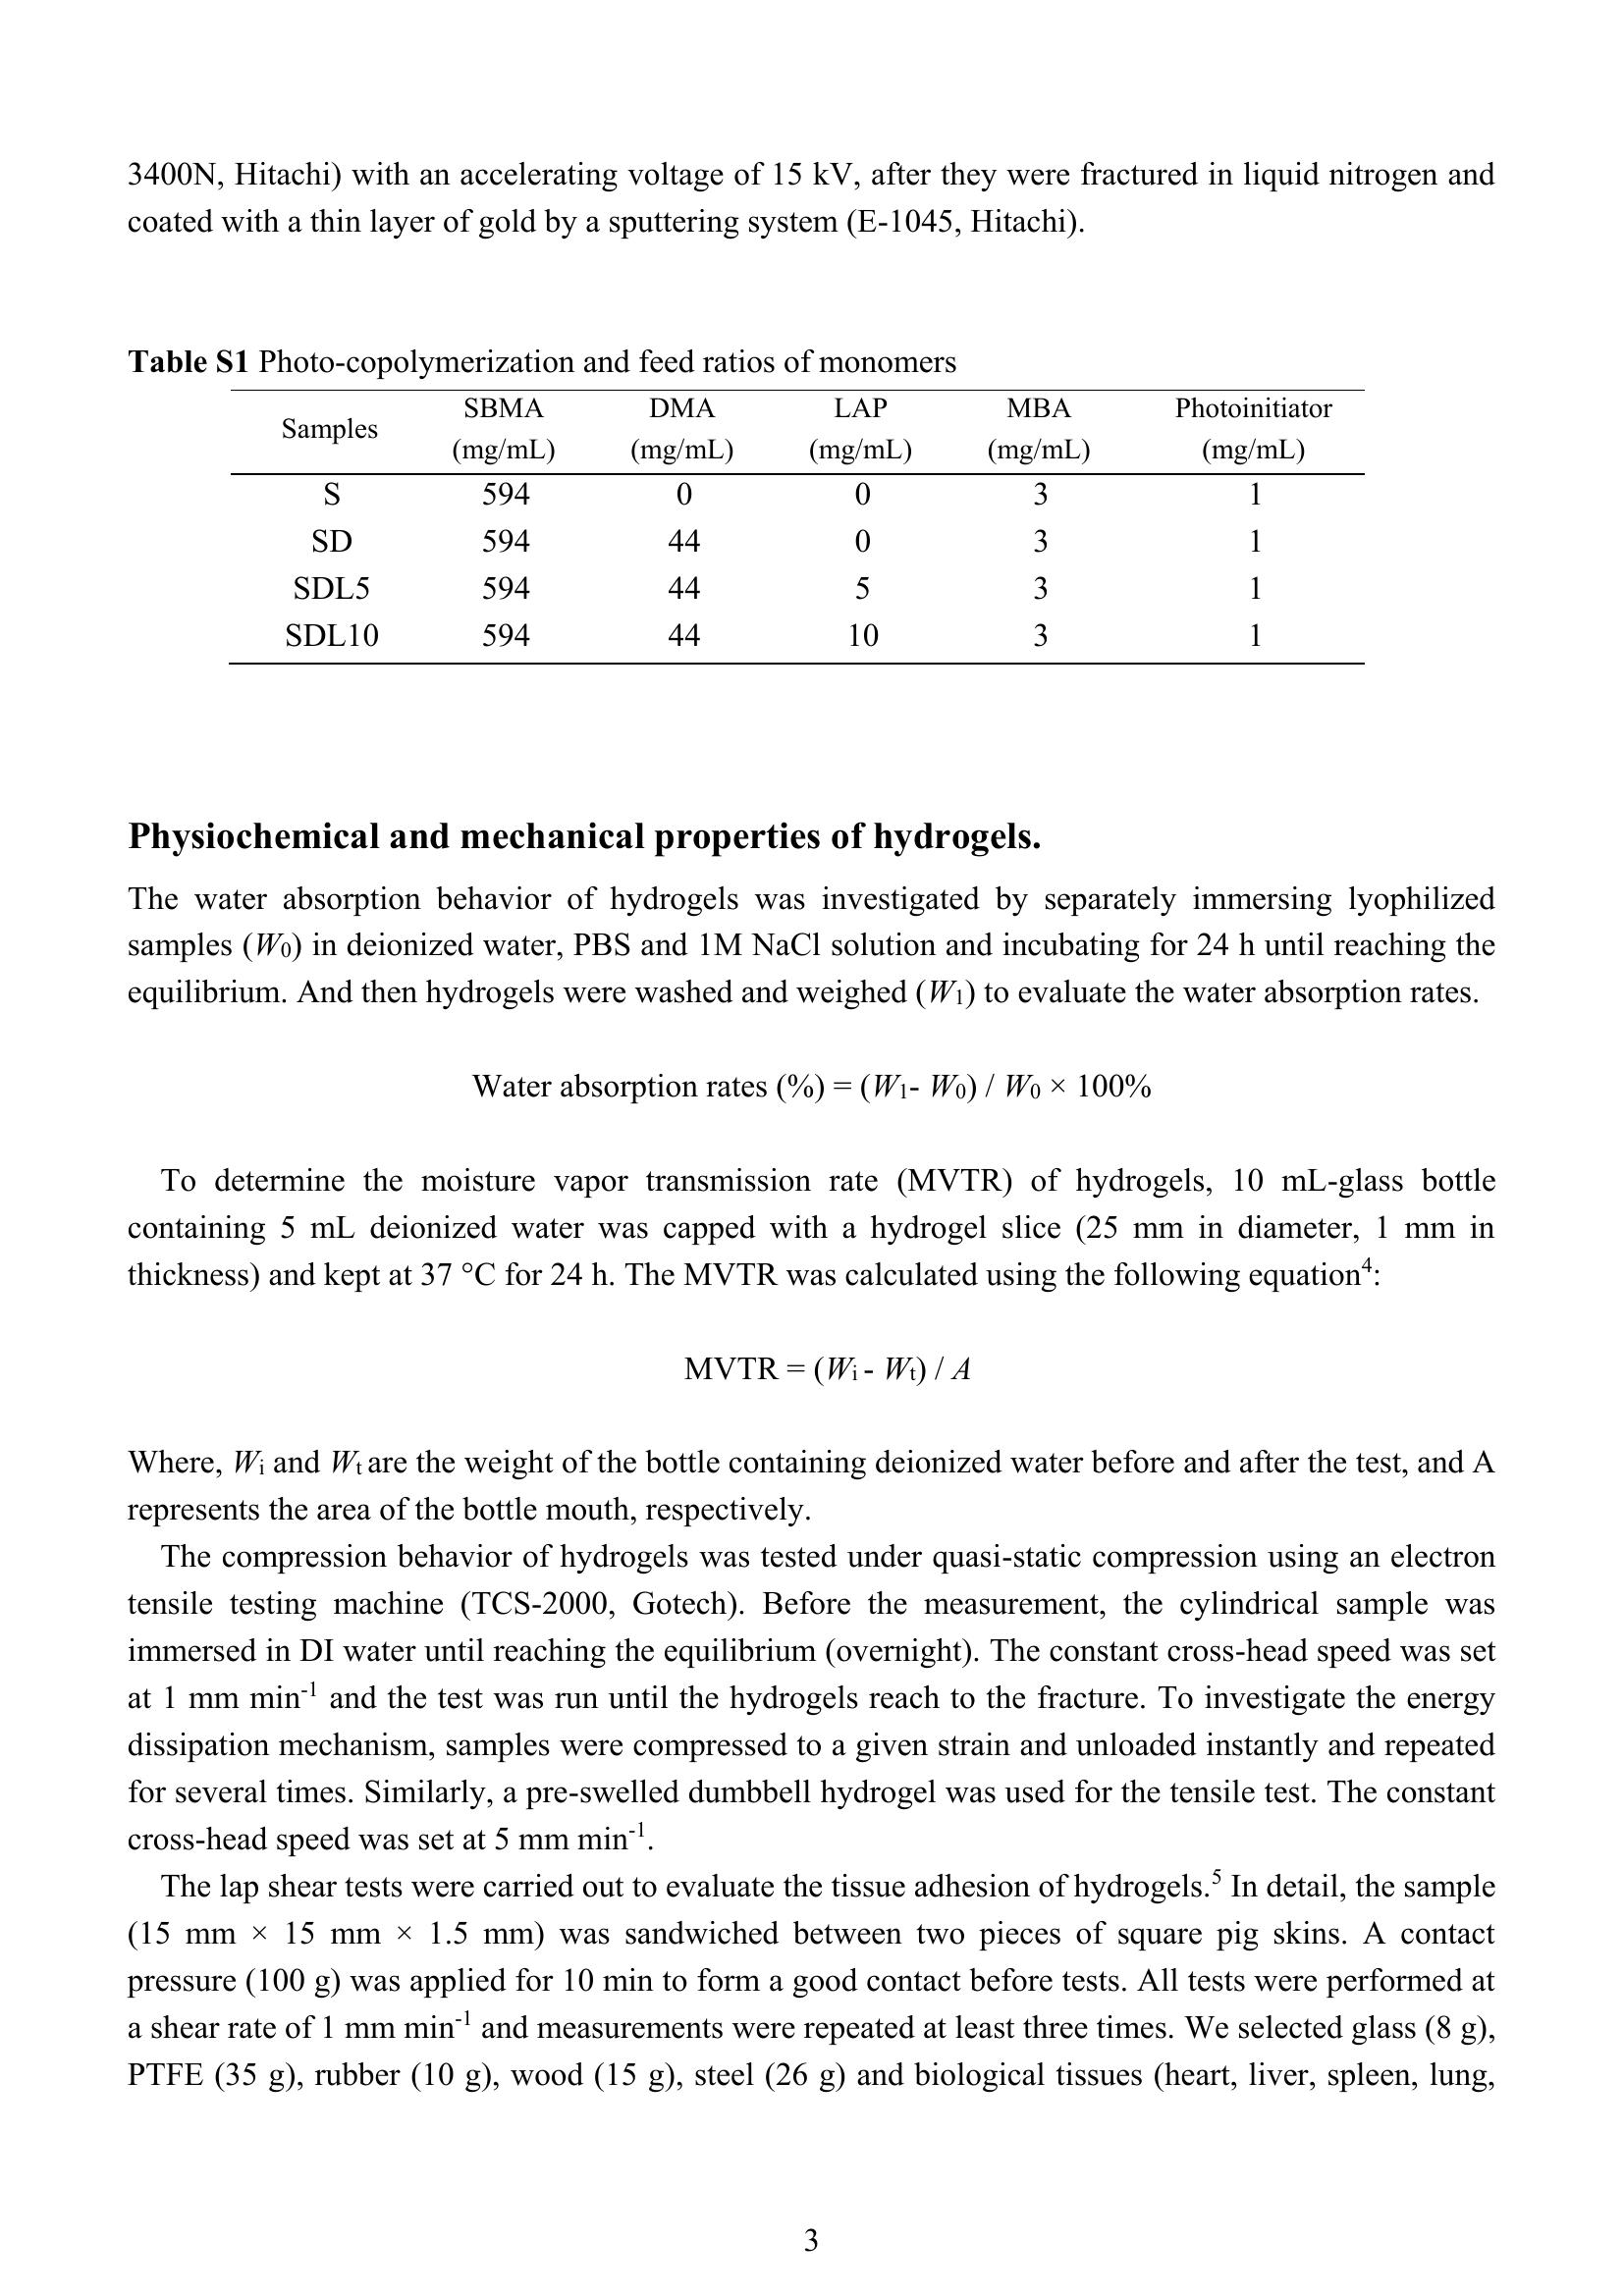 3400N, Hitachi) with an accelerating voltage of 15 kV, after they were fractured in liquid nitrogen and
coated with a thin layer of gold by a sputtering system (E-1045, Hitachi).
Table S1 Photo-copolymerization and feed ratios of monomers
Samples SBMA (mg/mL) DMA (mg/mL) LAP (mg/mL) MBA (mg/mL) Photoinitiator (mg/mL)
S 594 0 0 3 1
SD 594 44 0 3 1
SDL5 594 44 5 3 1
SDL10 594 44 10 3 1
Physiochemical and mechanical properties of hydrogels.
The water absorption behavior of hydrogels was investigated by separately immersing lyophilized
samples (W0) in deionized water, PBS and 1M NaCl solution and incubating for 24 h until reaching the
equilibrium. And then hydrogels were washed and weighed (W1) to evaluate the water absorption rates.
Water absorption rates (%) = (W1- W0) / W0 × 100%
To determine the moisture vapor transmission rate (MVTR) of hydrogels, 10 mL-glass bottle
containing 5 mL deionized water was capped with a hydrogel slice (25 mm in diameter, 1 mm in
thickness) and kept at 37 °C for 24 h. The MVTR was calculated using the following equation⁴:
MVTR = (Wi - Wt) / A
Where, Wi and Wt are the weight of the bottle containing deionized water before and after the test, and A
represents the area of the bottle mouth, respectively.
The compression behavior of hydrogels was tested under quasi-static compression using an electron
tensile testing machine (TCS-2000, Gotech). Before the measurement, the cylindrical sample was
immersed in DI water until reaching the equilibrium (overnight). The constant cross-head speed was set
at 1 mm min⁻¹ and the test was run until the hydrogels reach to the fracture. To investigate the energy
dissipation mechanism, samples were compressed to a given strain and unloaded instantly and repeated
for several times. Similarly, a pre-swelled dumbbell hydrogel was used for the tensile test. The constant
cross-head speed was set at 5 mm min⁻¹.
The lap shear tests were carried out to evaluate the tissue adhesion of hydrogels.⁵ In detail, the sample
(15 mm × 15 mm × 1.5 mm) was sandwiched between two pieces of square pig skins. A contact
pressure (100 g) was applied for 10 min to form a good contact before tests. All tests were performed at
a shear rate of 1 mm min⁻¹ and measurements were repeated at least three times. We selected glass (8 g),
PTFE (35 g), rubber (10 g), wood (15 g), steel (26 g) and biological tissues (heart, liver, spleen, lung,
3